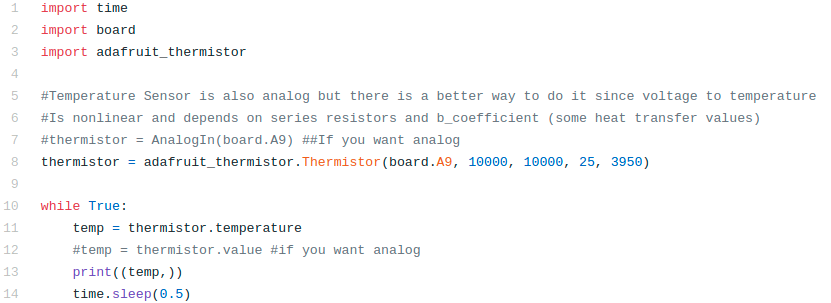 1 import time
2 import board
3 import adafruit_thermistor
4
5 #Temperature Sensor is also analog but there is a better way to do it since voltage to temperature
6 #Is nonlinear and depends on series resistors and b_coefficient (some heat transfer values)
7 #thermistor = AnalogIn(board.A9) ##If you want analog
8 thermistor = adafruit_thermistor.Thermistor(board.A9, 10000, 10000, 25, 3950)
9
10 while True:
11     temp = thermistor.temperature
12     #temp = thermistor.value #if you want analog
13     print((temp,))
14     time.sleep(0.5)